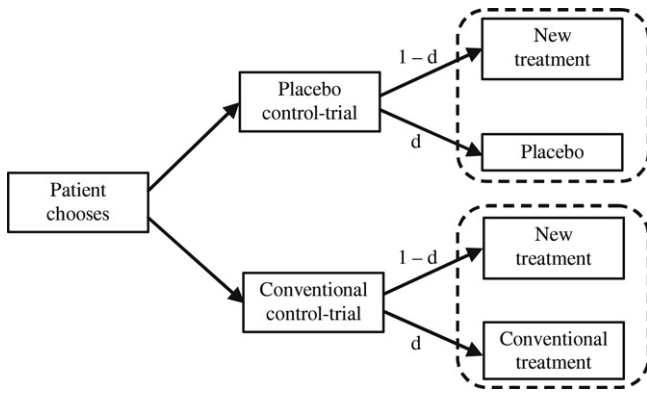 New
treatment
1 – d
Placebo
control-trial
d
Placebo
Patient
chooses
New
treatment
1 – d
Conventional
control-trial
d
Conventional
treatment